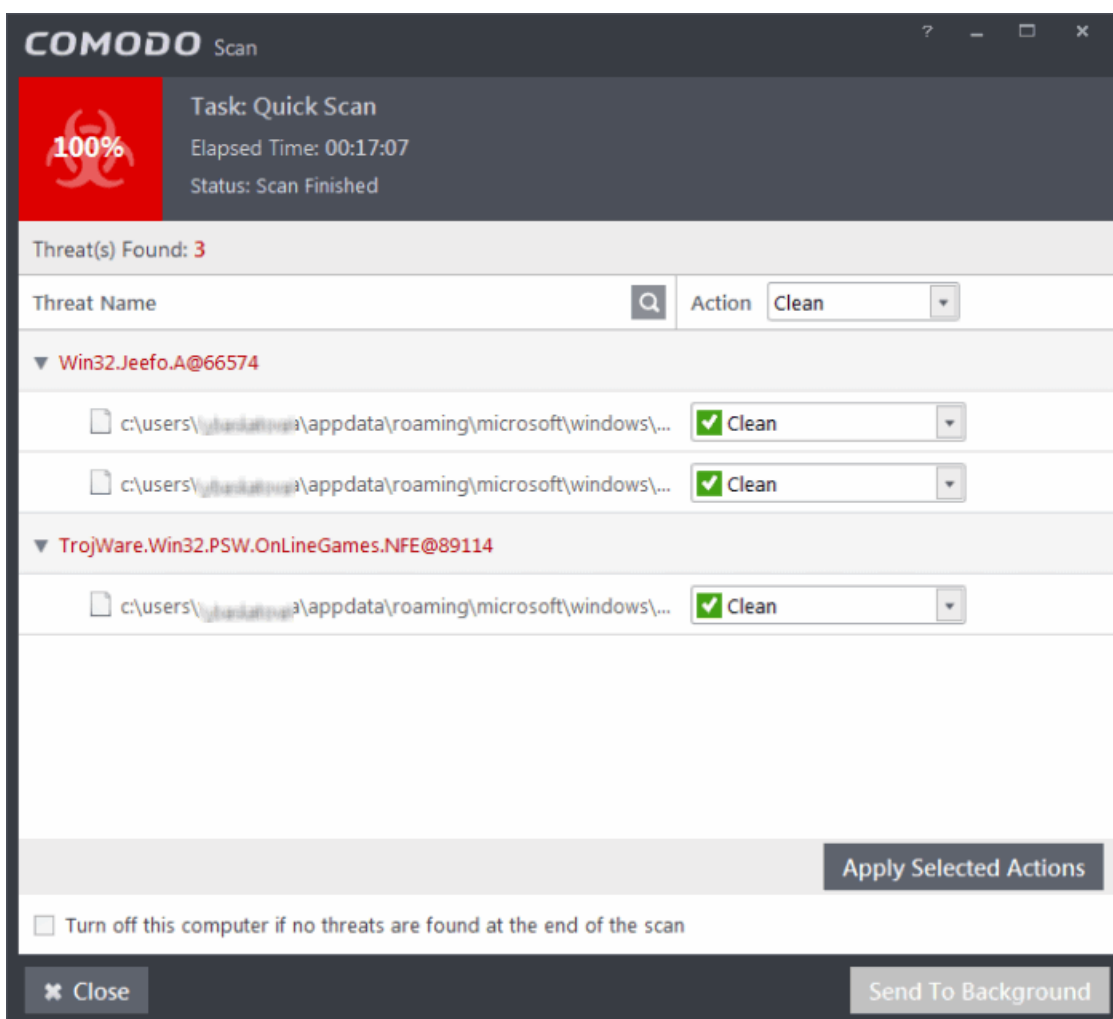 COMODO Scan
?
100%
Task: Quick Scan
Elapsed Time: 00:17:07
Status: Scan Finished
Threat(s) Found: 3
Threat Name
Action Clean
Win32.Jeefo.A@66574
c:\users\a\appdata\roaming\microsoft\windows\... Clean
c:\users\a\appdata\roaming\microsoft\windows\... Clean
TrojWare.Win32.PSW.OnLineGames.NFE@89114
c:\users\a\appdata\roaming\microsoft\windows\... Clean
Apply Selected Actions
Turn off this computer if no threats are found at the end of the scan
Close
Send To Background